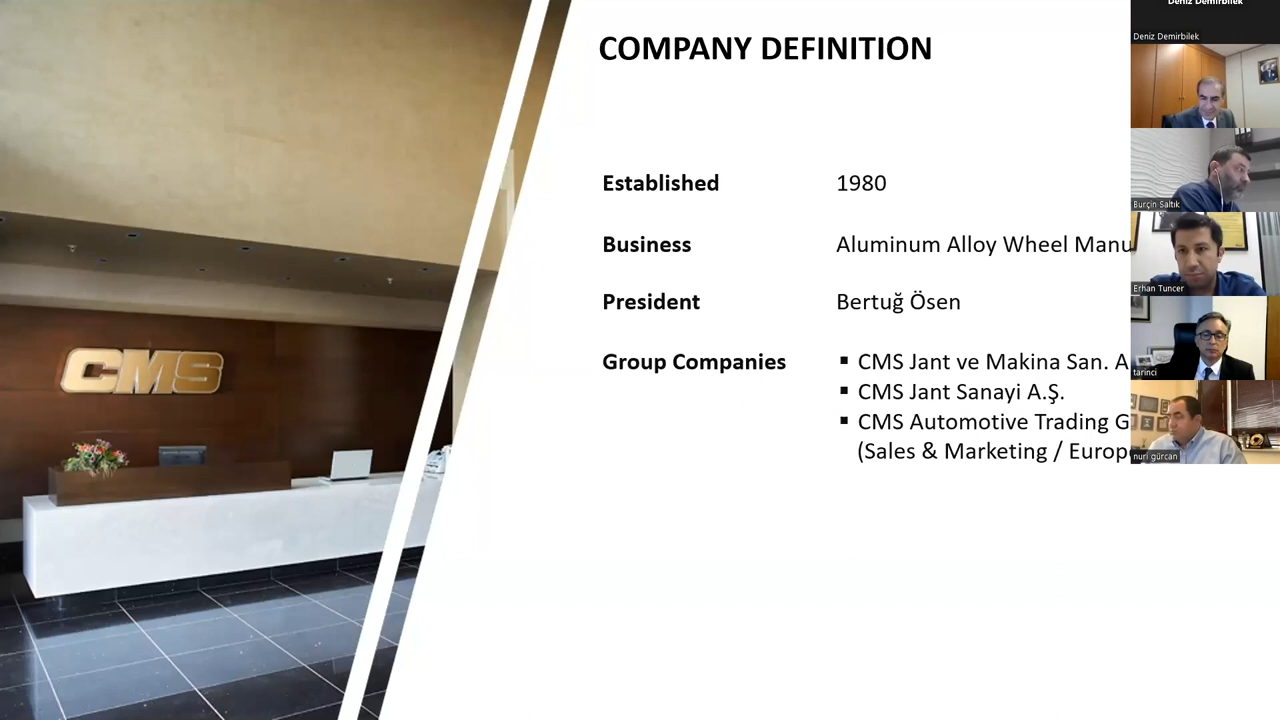 COMPANY DEFINITION
Established 1980
Business Aluminum Alloy Wheel Manu
President Bertuğ Ösen
Group Companies ▪ CMS Jant ve Makina San. A
▪ CMS Jant Sanayi A.Ş.
▪ CMS Automotive Trading G
(Sales & Marketing / Europe
CMS
Deniz Demirbilek
Deniz Demirbilek
Burçin Saltık
Erhan Tuncer
tarinci
nuri gürcan